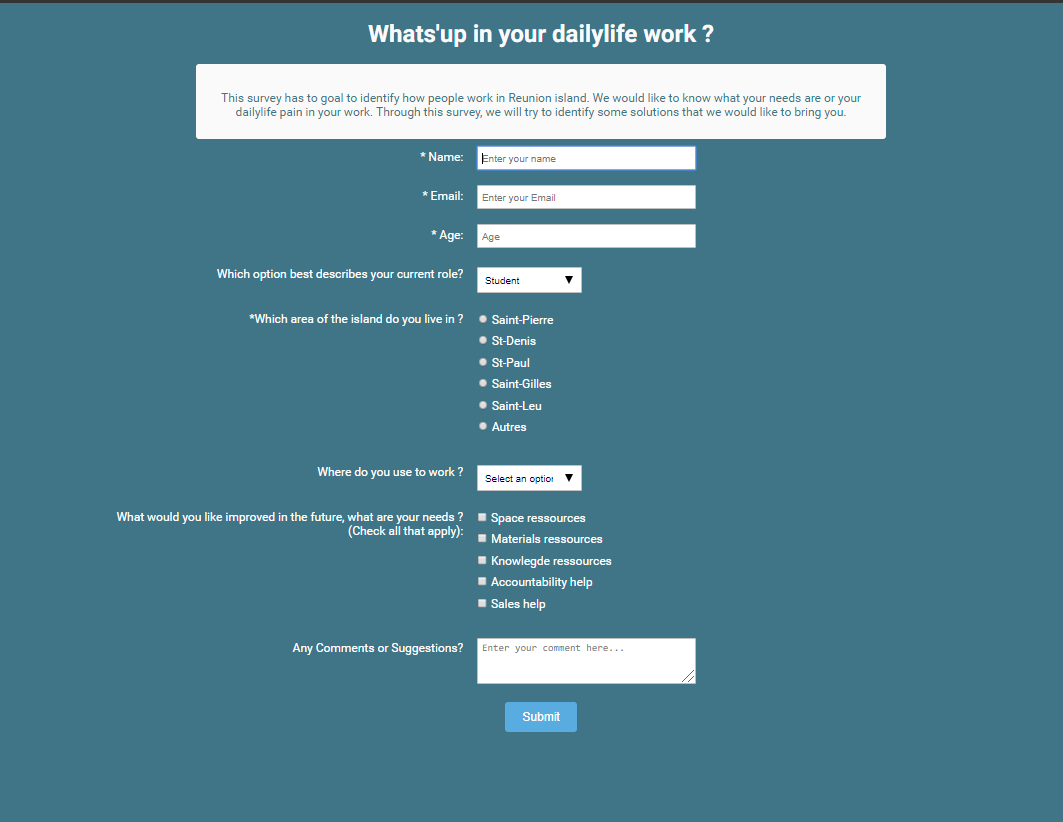 Whats'up in your dailylife work ?
This survey has to goal to identify how people work in Reunion island. We would like to know what your needs are or your
dailylife pain in your work. Through this survey, we will try to identify some solutions that we would like to bring you.
* Name: Enter your name
* Email: Enter your Email
* Age: Age
Which option best describes your current role? Student
*Which area of the island do you live in ? Saint-Pierre
St-Denis
St-Paul
Saint-Gilles
Saint-Leu
Autres
Where do you use to work ? Select an option
What would you like improved in the future, what are your needs ? Space ressources
(Check all that apply): Materials ressources
Knowlegde ressources
Accountability help
Sales help
Any Comments or Suggestions? Enter your comment here...
Submit